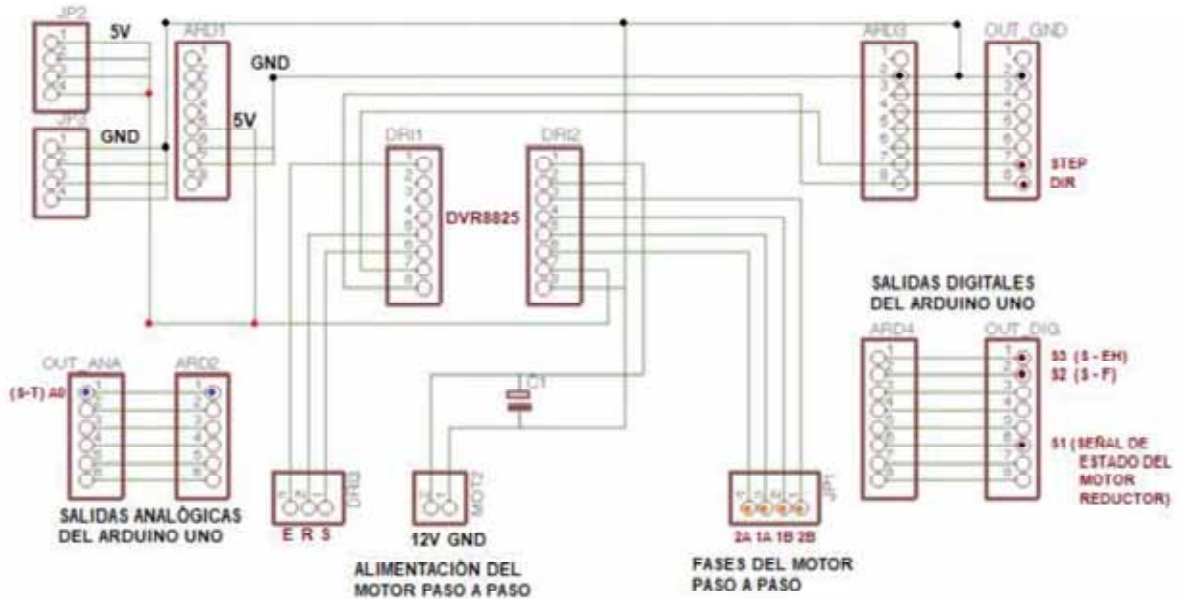 JP2
5V
ARD1
GND
5V
JP3
GND
ARD3
OUT_GND
STEP
DIR
DRI1
DRI2
DVR8825
SALIDAS DIGITALES
DEL ARDUINO UNO
ARD4
OUT_DIG
S3 (S - EH)
S2 (S - F)
S1 (SEÑAL DE
ESTADO DEL
MOTOR
REDUCTOR)
OUT_ANA
ARD2
(S-T) A0
SALIDAS ANALÒGICAS
DEL ARDUINO UNO
C1
DRI3
E R S
MOT2
12V GND
ALIMENTACIÒN DEL
MOTOR PASO A PASO
JP1
2A 1A 1B 2B
FASES DEL MOTOR
PASO A PASO